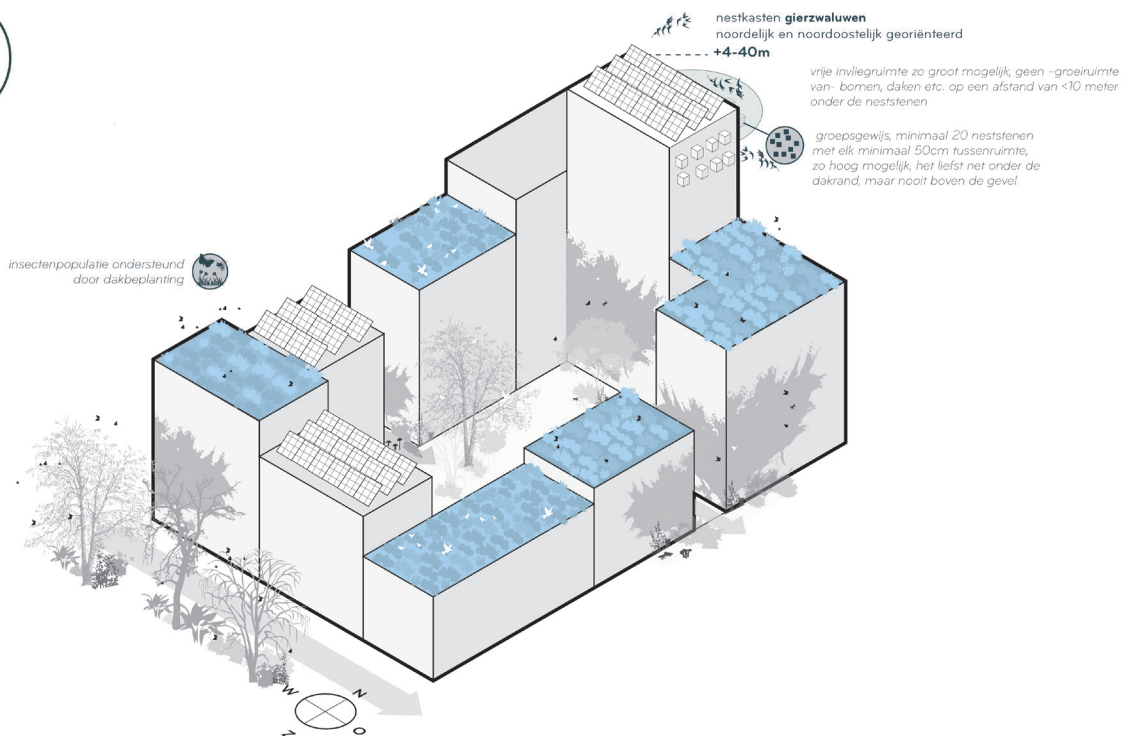 nestkasten gierzwaluwen
noordelijk en noordoostelijk georiënteerd
+4-40m
vrije invliegruimte zo groot mogelijk, geen -groeiruimte
van- bomen, daken etc. op een afstand van <10 meter
onder de neststenen
groepsgewijs, minimaal 20 neststenen
met elk minimaal 50cm tussenruimte,
zo hoog mogelijk, het liefst net onder de
dakrand, maar nooit boven de gevel.
insectenpopulatie ondersteund
door dakbeplanting
W
N
Z
O